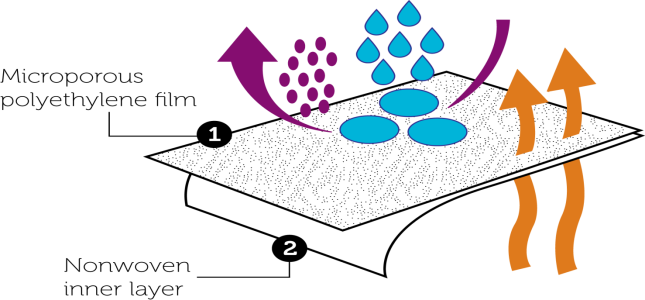 Microporous
polyethylene film
1
2
Nonwoven
inner layer